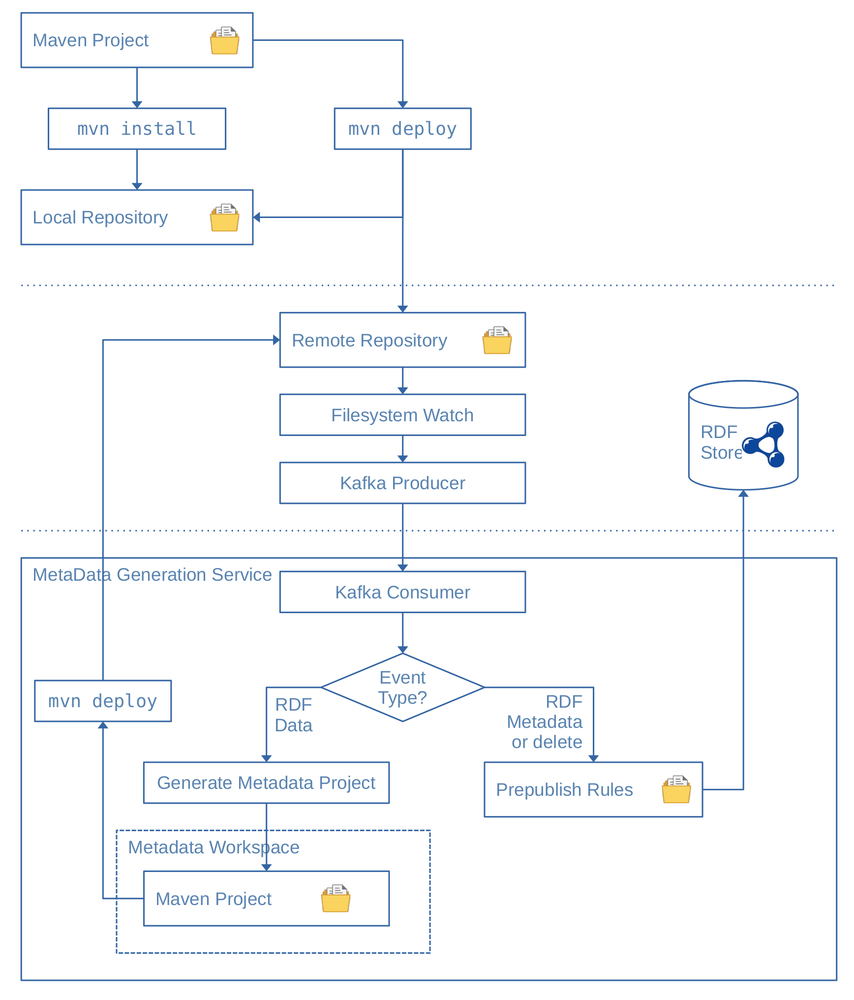 Maven Project
mvn install
mvn deploy
Local Repository
Remote Repository
Filesystem Watch
Kafka Producer
RDF
Store
MetaData Generation Service
Kafka Consumer
Event
Type?
mvn deploy
RDF
Data
RDF
Metadata
or delete
Generate Metadata Project
Prepublish Rules
Metadata Workspace
Maven Project